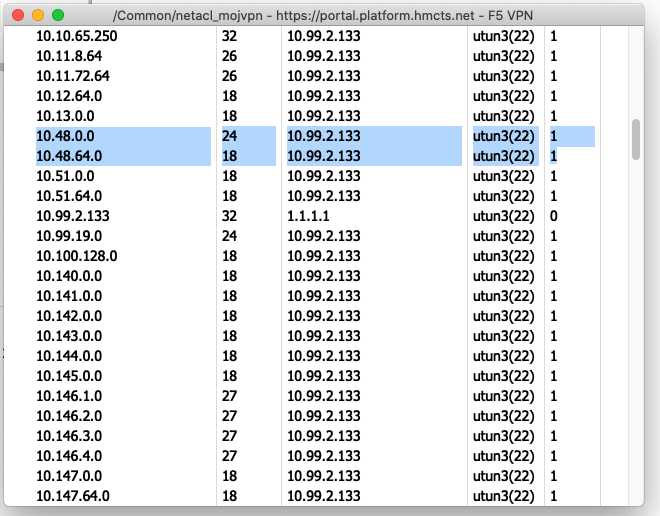 /Common/netacl_mojvpn - https://portal.platform.hmcts.net - F5 VPN
10.10.65.250 32 10.99.2.133 utun3(22) 1
10.11.8.64 26 10.99.2.133 utun3(22) 1
10.11.72.64 26 10.99.2.133 utun3(22) 1
10.12.64.0 18 10.99.2.133 utun3(22) 1
10.13.0.0 18 10.99.2.133 utun3(22) 1
10.48.0.0 24 10.99.2.133 utun3(22) 1
10.48.64.0 18 10.99.2.133 utun3(22) 1
10.51.0.0 18 10.99.2.133 utun3(22) 1
10.51.64.0 18 10.99.2.133 utun3(22) 1
10.99.2.133 32 1.1.1.1 utun3(22) 0
10.99.19.0 24 10.99.2.133 utun3(22) 1
10.100.128.0 18 10.99.2.133 utun3(22) 1
10.140.0.0 18 10.99.2.133 utun3(22) 1
10.141.0.0 18 10.99.2.133 utun3(22) 1
10.142.0.0 18 10.99.2.133 utun3(22) 1
10.143.0.0 18 10.99.2.133 utun3(22) 1
10.144.0.0 18 10.99.2.133 utun3(22) 1
10.145.0.0 18 10.99.2.133 utun3(22) 1
10.146.1.0 27 10.99.2.133 utun3(22) 1
10.146.2.0 27 10.99.2.133 utun3(22) 1
10.146.3.0 27 10.99.2.133 utun3(22) 1
10.146.4.0 27 10.99.2.133 utun3(22) 1
10.147.0.0 18 10.99.2.133 utun3(22) 1
10.147.64.0 18 10.99.2.133 utun3(22) 1